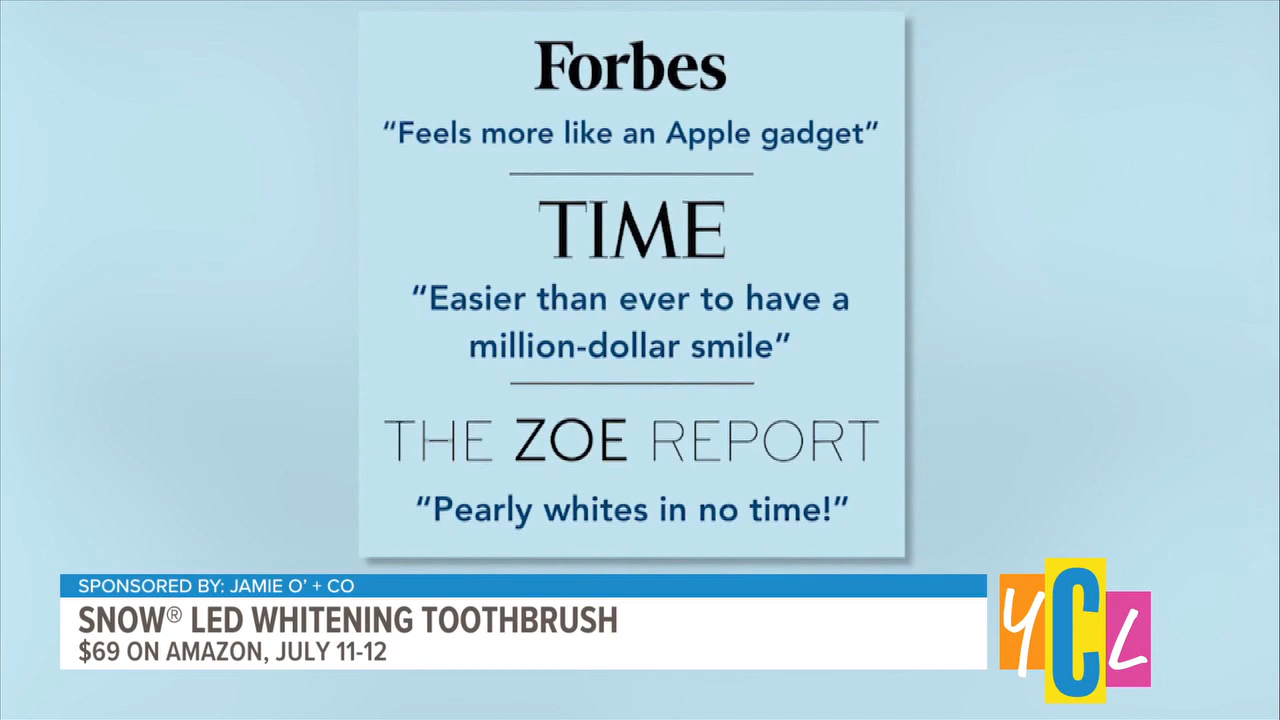 Forbes
“Feels more like an Apple gadget”
TIME
“Easier than ever to have a
million-dollar smile”
THE ZOE REPORT
“Pearly whites in no time!”
SPONSORED BY: JAMIE O’ + CO
SNOW® LED WHITENING TOOTHBRUSH
$69 ON AMAZON, JULY 11-12
YCL